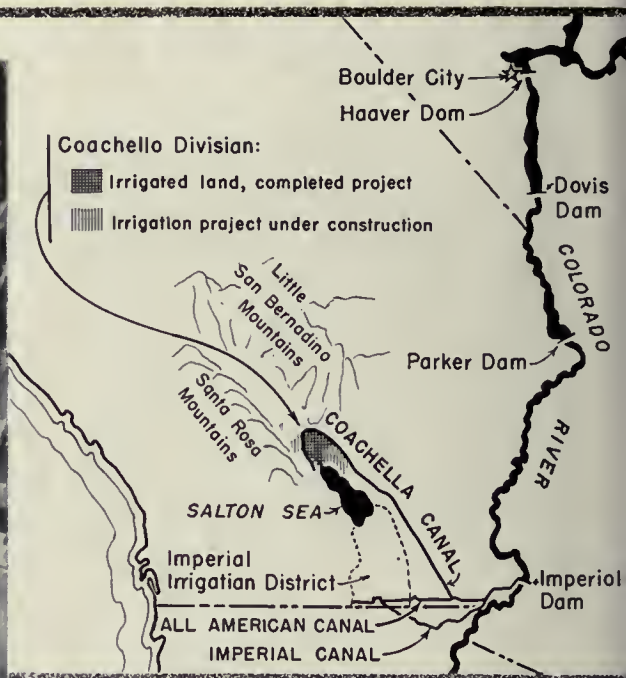 Boulder City
Haaver Dom
Coachello Divisian:
Irrigated land, completed project
Irrigation project under construction
Dovis
Dam
COLORADO
RIVER
Little
San Bernadino
Mountains
Parker Dam
Santa Rosa
Mountains
COACHELLA CANAL
SALTON SEA
Imperial
Irrigatian District
Imperiol
Dam
ALL AMERICAN CANAL
IMPERIAL CANAL